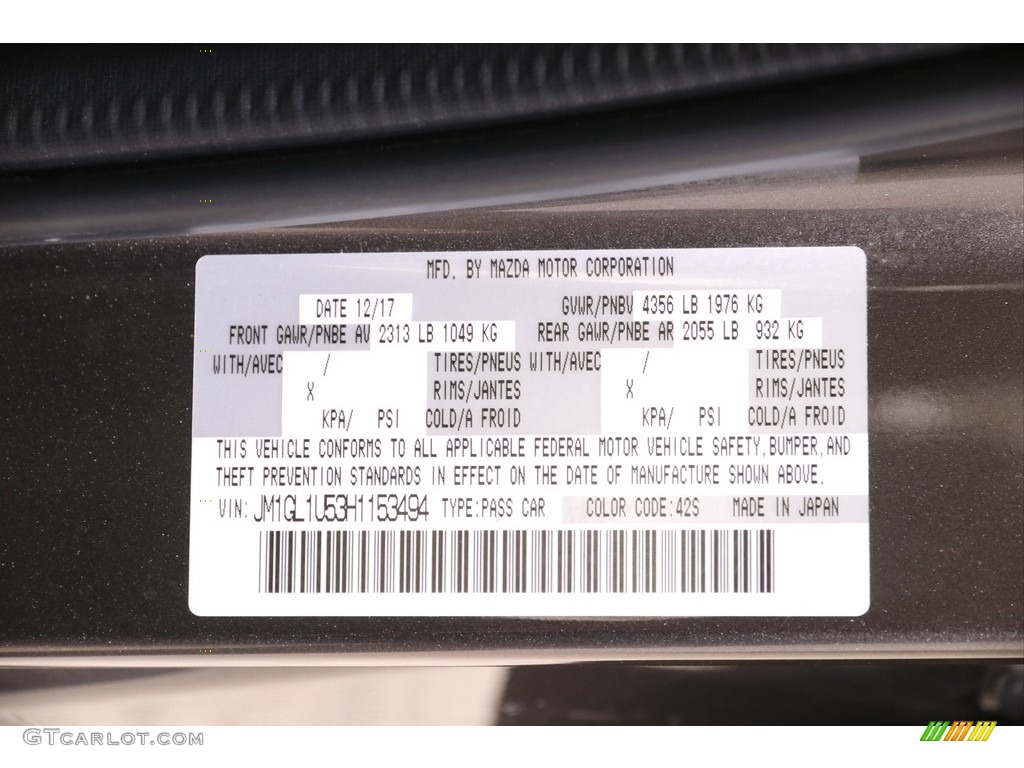 MFD. BY MAZDA MOTOR CORPORATION
DATE 12/17 GVWR/PNBV 4356 LB 1976 KG
FRONT GAWR/PNBE AV 2313 LB 1049 KG REAR GAWR/PNBE AR 2055 LB 932 KG
WITH/AVEC / TIRES/PNEUS WITH/AVEC / TIRES/PNEUS
X RIMS/JANTES X RIMS/JANTES
KPA/ PSI COLD/A FROID KPA/ PSI COLD/A FROID
THIS VEHICLE CONFORMS TO ALL APPLICABLE FEDERAL MOTOR VEHICLE SAFETY,BUMPER,AND
THEFT PREVENTION STANDARDS IN EFFECT ON THE DATE OF MANUFACTURE SHOWN ABOVE.
VIN: JM1GL1U53H1153494 TYPE:PASS CAR COLOR CODE:42S MADE IN JAPAN
GTCARLOT.COM